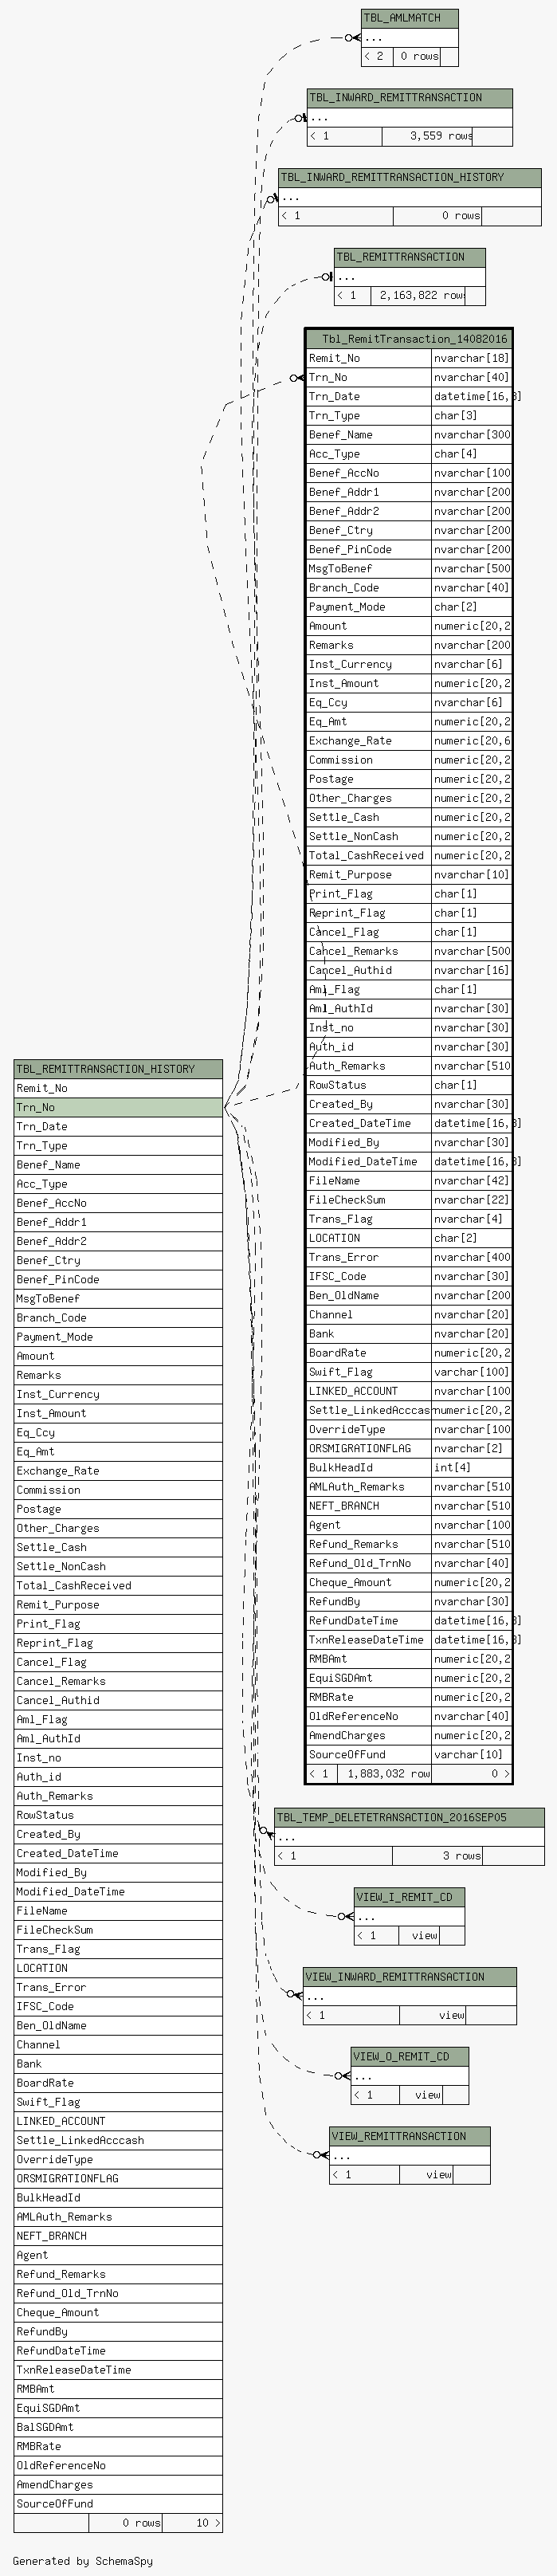 TBL_AMLMATCH
...
< 2 0 rows
TBL_INWARD_REMITTRANSACTION
...
< 1 3,559 rows
TBL_INWARD_REMITTRANSACTION_HISTORY
...
< 1 0 rows
TBL_REMITTRANSACTION
...
< 1 2,163,822 rows
Tbl_RemitTransaction_14082016
Remit_No nvarchar[18]
Trn_No nvarchar[40]
Trn_Date datetime[16,3]
Trn_Type char[3]
Benef_Name nvarchar[300
Acc_Type char[4]
Benef_AccNo nvarchar[100
Benef_Addr1 nvarchar[200
Benef_Addr2 nvarchar[200
Benef_Ctry nvarchar[200
Benef_PinCode nvarchar[200
MsgToBenef nvarchar[500
Branch_Code nvarchar[40]
Payment_Mode char[2]
Amount numeric[20,2
Remarks nvarchar[200
Inst_Currency nvarchar[6]
Inst_Amount numeric[20,2
Eq_Ccy nvarchar[6]
Eq_Amt numeric[20,2
Exchange_Rate numeric[20,6
Commission numeric[20,2
Postage numeric[20,2
Other_Charges numeric[20,2
Settle_Cash numeric[20,2
Settle_NonCash numeric[20,2
Total_CashReceived numeric[20,2
Remit_Purpose nvarchar[10]
Print_Flag char[1]
Reprint_Flag char[1]
Cancel_Flag char[1]
Cancel_Remarks nvarchar[500
Cancel_Authid nvarchar[16]
Aml_Flag char[1]
Aml_AuthId nvarchar[30]
Inst_no nvarchar[30]
Auth_id nvarchar[30]
Auth_Remarks nvarchar[510
RowStatus char[1]
Created_By nvarchar[30]
Created_DateTime datetime[16,3]
Modified_By nvarchar[30]
Modified_DateTime datetime[16,3]
FileName nvarchar[42]
FileCheckSum nvarchar[22]
Trans_Flag nvarchar[4]
LOCATION char[2]
Trans_Error nvarchar[400
IFSC_Code nvarchar[30]
Ben_OldName nvarchar[200
Channel nvarchar[20]
Bank nvarchar[20]
BoardRate numeric[20,2
Swift_Flag varchar[100]
LINKED_ACCOUNT nvarchar[100
Settle_LinkedAcccas numeric[20,2
OverrideType nvarchar[100
ORSMIGRATIONFLAG nvarchar[2]
BulkHeadId int[4]
AMLAuth_Remarks nvarchar[510
NEFT_BRANCH nvarchar[510
Agent nvarchar[100
Refund_Remarks nvarchar[510
Refund_Old_TrnNo nvarchar[40]
Cheque_Amount numeric[20,2
RefundBy nvarchar[30]
RefundDateTime datetime[16,3]
TxnReleaseDateTime datetime[16,3]
RMBAmt numeric[20,2
EquiSGDAmt numeric[20,2
RMBRate numeric[20,2
OldReferenceNo nvarchar[40]
AmendCharges numeric[20,2
SourceOfFund varchar[10]
< 1 1,883,032 row 0 >
TBL_REMITTRANSACTION_HISTORY
Remit_No
Trn_No
Trn_Date
Trn_Type
Benef_Name
Acc_Type
Benef_AccNo
Benef_Addr1
Benef_Addr2
Benef_Ctry
Benef_PinCode
MsgToBenef
Branch_Code
Payment_Mode
Amount
Remarks
Inst_Currency
Inst_Amount
Eq_Ccy
Eq_Amt
Exchange_Rate
Commission
Postage
Other_Charges
Settle_Cash
Settle_NonCash
Total_CashReceived
Remit_Purpose
Print_Flag
Reprint_Flag
Cancel_Flag
Cancel_Remarks
Cancel_Authid
Aml_Flag
Aml_AuthId
Inst_no
Auth_id
Auth_Remarks
RowStatus
Created_By
Created_DateTime
Modified_By
Modified_DateTime
FileName
FileCheckSum
Trans_Flag
LOCATION
Trans_Error
IFSC_Code
Ben_OldName
Channel
Bank
BoardRate
Swift_Flag
LINKED_ACCOUNT
Settle_LinkedAcccash
OverrideType
ORSMIGRATIONFLAG
BulkHeadId
AMLAuth_Remarks
NEFT_BRANCH
Agent
Refund_Remarks
Refund_Old_TrnNo
Cheque_Amount
RefundBy
RefundDateTime
TxnReleaseDateTime
RMBAmt
EquiSGDAmt
BalSGDAmt
RMBRate
OldReferenceNo
AmendCharges
SourceOfFund
0 rows 10 >
TBL_TEMP_DELETETRANSACTION_2016SEP05
...
< 1 3 rows
VIEW_I_REMIT_CD
...
< 1 view
VIEW_INWARD_REMITTRANSACTION
...
< 1 view
VIEW_O_REMIT_CD
...
< 1 view
VIEW_REMITTRANSACTION
...
< 1 view
Generated by SchemaSpy